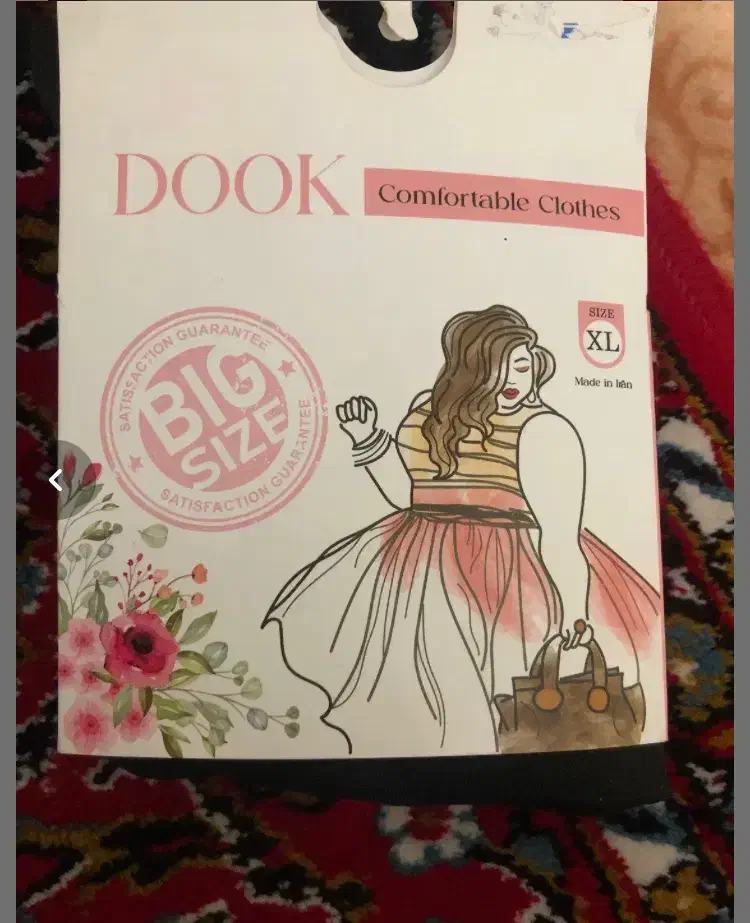 DOOK
Comfortable Clothes
SATISFACTION GUARANTEE
BIG
SIZE
SATISFACTION GUARANTEE
SIZE
XL
Made in Iran